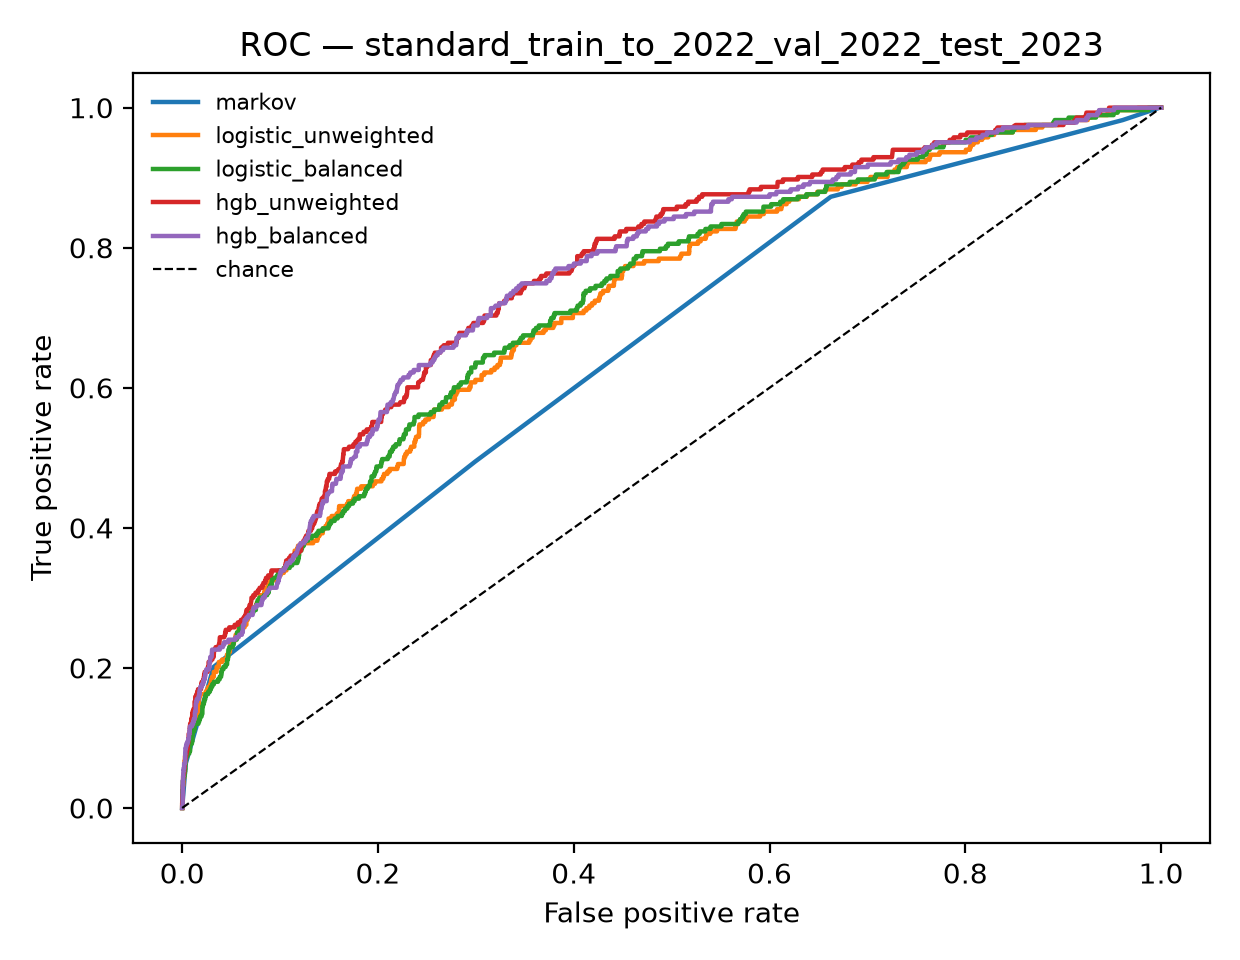 ROC — standard_train_to_2022_val_2022_test_2023
markov
logistic_unweighted
logistic_balanced
hgb_unweighted
hgb_balanced
chance
True positive rate
1.0
0.8
0.6
0.4
0.2
0.0
0.0 0.2 0.4 0.6 0.8 1.0
False positive rate